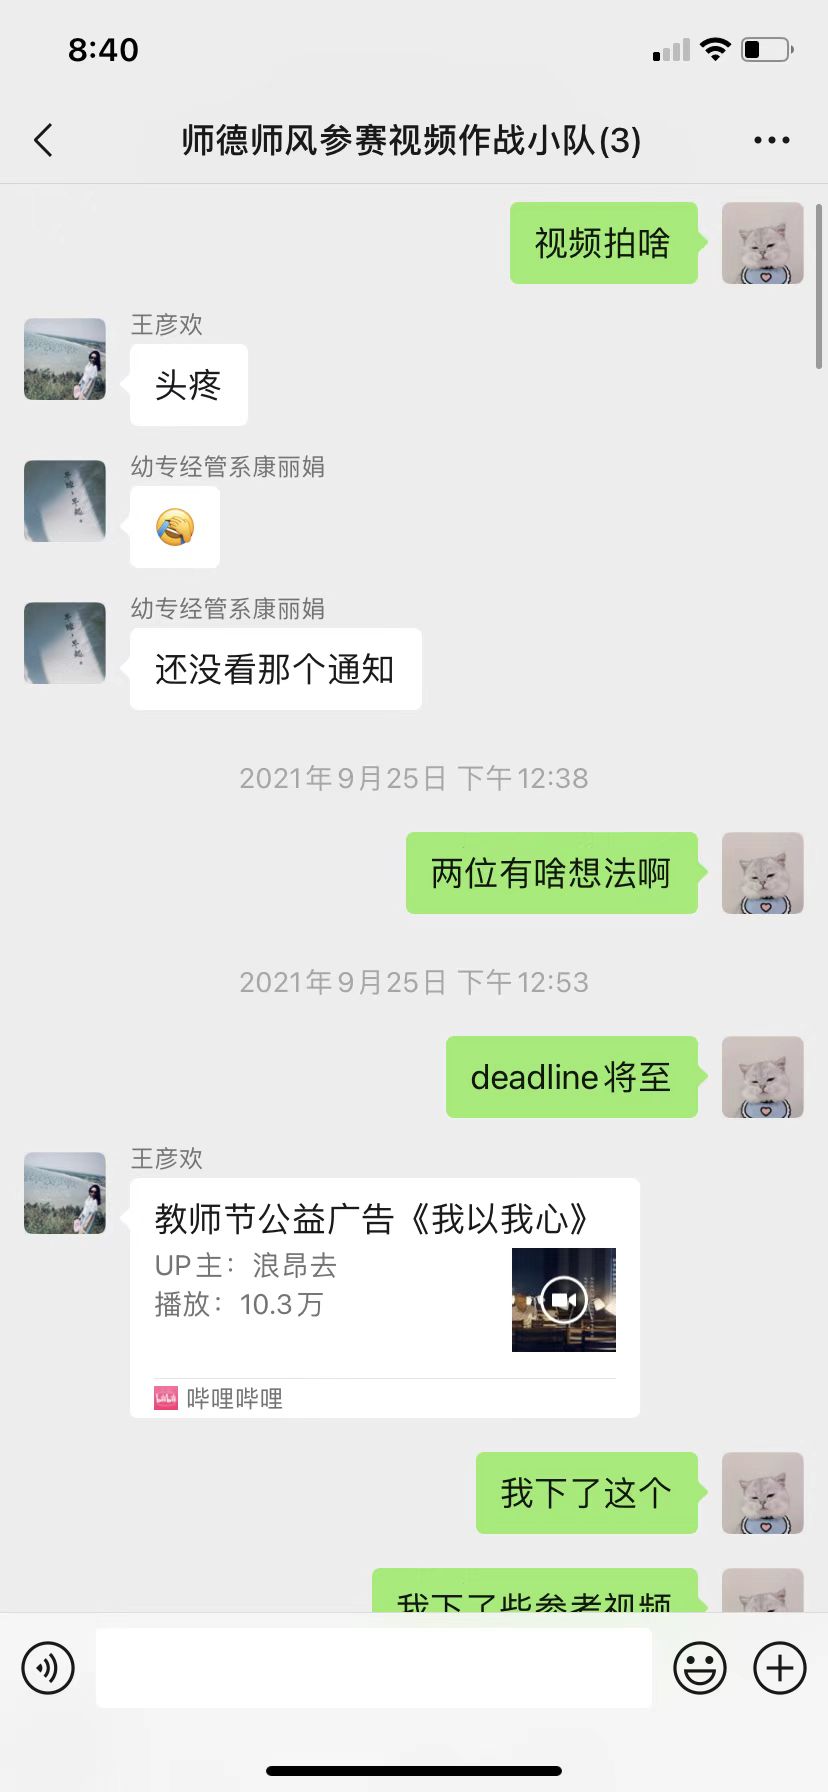 8:40
师德师风参赛视频作战小队(3)
视频拍啥
王彦欢
头疼
幼专经管系康丽娟
幼专经管系康丽娟
还没看那个通知
2021年9月25日 下午12:38
两位有啥想法啊
2021年9月25日 下午12:53
deadline将至
王彦欢
教师节公益广告《我以我心》
UP主：浪昂去
播放：10.3万
哔哩哔哩
我下了这个
我下了些参考视频